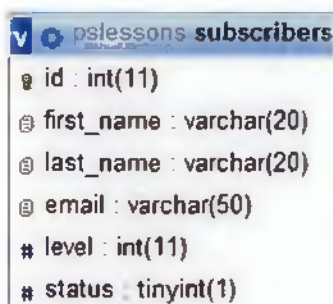 v pslessons subscribers
id : int(11)
first_name : varchar(20)
last_name : varchar(20)
email : varchar(50)
# level : int(11)
# status : tinyint(1)